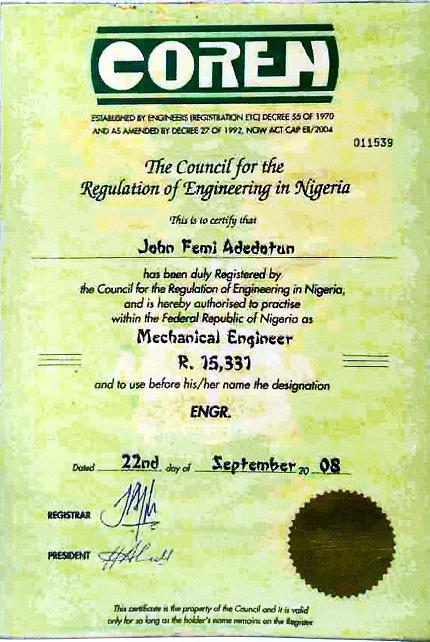 COREN
ESTABLISHED BY ENGINEERS (REGISTRATION ETC) DECREE 55 OF 1970
AND AS AMENDED BY DECREE 27 OF 1992, NOW ACT CAP E11/2004
011539
The Council for the
Regulation of Engineering in Nigeria
This is to certify that
John Femi Adedotun
has been duly Registered by
the Council for the Regulation of Engineering in Nigeria,
and is hereby authorised to practise
within the Federal Republic of Nigeria as
Mechanical Engineer
R. 15,331
and to use before his/her name the designation
ENGR.
Dated 22nd day of September 20 08
REGISTRAR
PRESIDENT
This certificate is the property of the Council and it is valid
only for so long as the holder's name remains on the Register